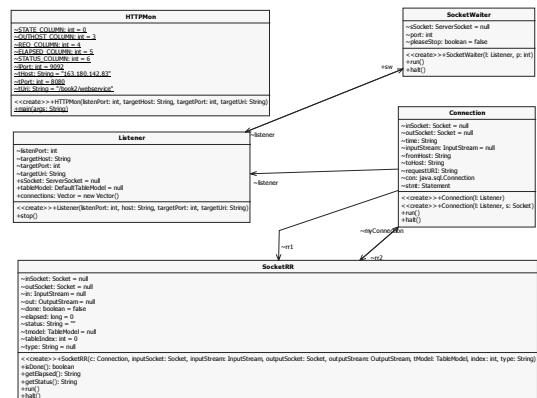 HTTPMon
~STATE_COLUMN: int = 0
~OUTHOST_COLUMN: int = 3
~REQ_COLUMN: int = 4
~ELAPSED_COLUMN: int = 5
~STATUS_COLUMN: int = 6
~lPort: int = 9092
~tHost: String = "163.180.142.83"
~tPort: int = 8080
~tUri: String = "/book2/webservice"
<<create>>+HTTPMon(listenPort: int, targetHost: String, targetPort: int, targetUri: String)
+main(args: String)
SocketWaiter
~sSocket: ServerSocket = null
~port: int
~pleaseStop: boolean = false
<<create>>+SocketWaiter(l: Listener, p: int)
+run()
+halt()
+sw
~listener
Listener
~listenPort: int
~targetHost: String
~targetPort: int
~targetUri: String
+sSocket: ServerSocket = null
+tableModel: DefaultTableModel = null
+connections: Vector = new Vector()
<<create>>+Listener(listenPort: int, host: String, targetPort: int, targetUri: String)
+stop()
Connection
~inSocket: Socket = null
~outSocket: Socket = null
~time: String
~inputStream: InputStream = null
~fromHost: String
~toHost: String
~requestURI: String
~con: java.sql.Connection
~stmt: Statement
<<create>>+Connection(l: Listener)
<<create>>+Connection(l: Listener, s: Socket)
+run()
+halt()
~listener
~myConnection
~rr1
~rr2
SocketRR
~inSocket: Socket = null
~outSocket: Socket = null
~in: InputStream = null
~out: OutputStream = null
~done: boolean = false
~elapsed: long = 0
~status: String = ""
~tmodel: TableModel = null
~tableIndex: int = 0
~type: String = null
<<create>>+SocketRR(c: Connection, inputSocket: Socket, inputStream: InputStream, outputSocket: Socket, outputStream: OutputStream, tModel: TableModel, index: int, type: String)
+isDone(): boolean
+getElapsed(): String
+getStatus(): String
+run()
+halt()